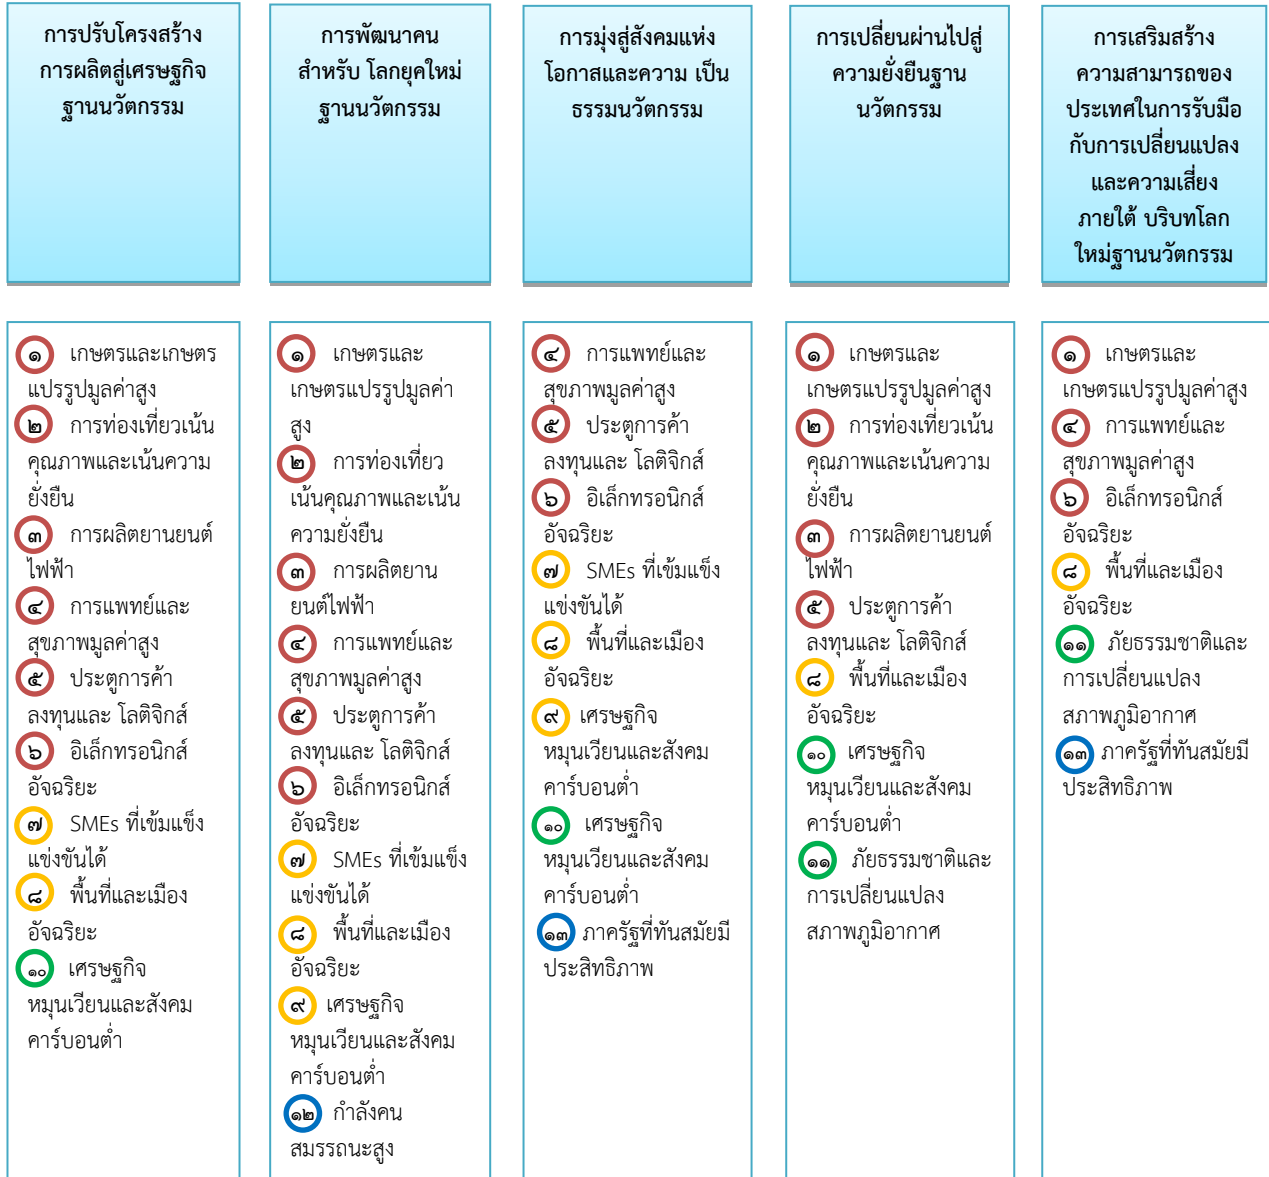 การปรับโครงสร้าง
การผลิตสู่เศรษฐกิจ
ฐานนวัตกรรม
การพัฒนาคน
สำหรับ โลกยุคใหม่
ฐานนวัตกรรม
การมุ่งสู่สังคมแห่ง
โอกาสและความ เป็น
ธรรมนวัตกรรม
การเปลี่ยนผ่านไปสู่
ความยั่งยืนฐาน
นวัตกรรม
การเสริมสร้าง
ความสามารถของ
ประเทศในการรับมือ
กับการเปลี่ยนแปลง
และความเสี่ยง
ภายใต้ บริบทโลก
ใหม่ฐานนวัตกรรม
๑ เกษตรและเกษตร
แปรรูปมูลค่าสูง
๒ การท่องเที่ยวเน้น
คุณภาพและเน้นความ
ยั่งยืน
๓ การผลิตยานยนต์
ไฟฟ้า
๔ การแพทย์และ
สุขภาพมูลค่าสูง
๕ ประตูการค้า
ลงทุนและ โลติจิกส์
๖ อิเล็กทรอนิกส์
อัจฉริยะ
๗ SMEs ที่เข้มแข็ง
แข่งขันได้
๘ พื้นที่และเมือง
อัจฉริยะ
๑๐ เศรษฐกิจ
หมุนเวียนและสังคม
คาร์บอนต่ำ
๑ เกษตรและ
เกษตรแปรรูปมูลค่า
สูง
๒ การท่องเที่ยว
เน้นคุณภาพและเน้น
ความยั่งยืน
๓ การผลิตยาน
ยนต์ไฟฟ้า
๔ การแพทย์และ
สุขภาพมูลค่าสูง
๕ ประตูการค้า
ลงทุนและ โลติจิกส์
๖ อิเล็กทรอนิกส์
อัจฉริยะ
๗ SMEs ที่เข้มแข็ง
แข่งขันได้
๘ พื้นที่และเมือง
อัจฉริยะ
๙ เศรษฐกิจ
หมุนเวียนและสังคม
คาร์บอนต่ำ
๑๒ กำลังคน
สมรรถนะสูง
๔ การแพทย์และ
สุขภาพมูลค่าสูง
๕ ประตูการค้า
ลงทุนและ โลติจิกส์
๖ อิเล็กทรอนิกส์
อัจฉริยะ
๗ SMEs ที่เข้มแข็ง
แข่งขันได้
๘ พื้นที่และเมือง
อัจฉริยะ
๙ เศรษฐกิจ
หมุนเวียนและสังคม
คาร์บอนต่ำ
๑๐ เศรษฐกิจ
หมุนเวียนและสังคม
คาร์บอนต่ำ
๑๓ ภาครัฐที่ทันสมัยมี
ประสิทธิภาพ
๑ เกษตรและ
เกษตรแปรรูปมูลค่าสูง
๒ การท่องเที่ยวเน้น
คุณภาพและเน้นความ
ยั่งยืน
๓ การผลิตยานยนต์
ไฟฟ้า
๕ ประตูการค้า
ลงทุนและ โลติจิกส์
๘ พื้นที่และเมือง
อัจฉริยะ
๑๐ เศรษฐกิจ
หมุนเวียนและสังคม
คาร์บอนต่ำ
๑๑ ภัยธรรมชาติและ
การเปลี่ยนแปลง
สภาพภูมิอากาศ
๑ เกษตรและ
เกษตรแปรรูปมูลค่าสูง
๔ การแพทย์และ
สุขภาพมูลค่าสูง
๖ อิเล็กทรอนิกส์
อัจฉริยะ
๘ พื้นที่และเมือง
อัจฉริยะ
๑๑ ภัยธรรมชาติและ
การเปลี่ยนแปลง
สภาพภูมิอากาศ
๑๓ ภาครัฐที่ทันสมัยมี
ประสิทธิภาพ